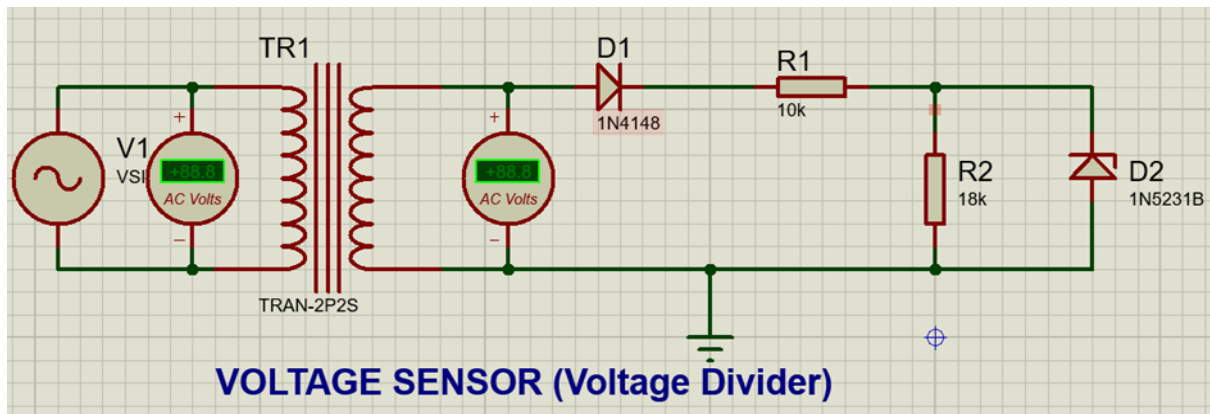 TR1
D1
R1
1N4148
10k
V1
VSI
+
+88.8
AC Volts
−
+
+88.8
AC Volts
−
R2
18k
D2
1N5231B
TRAN-2P2S
VOLTAGE SENSOR (Voltage Divider)